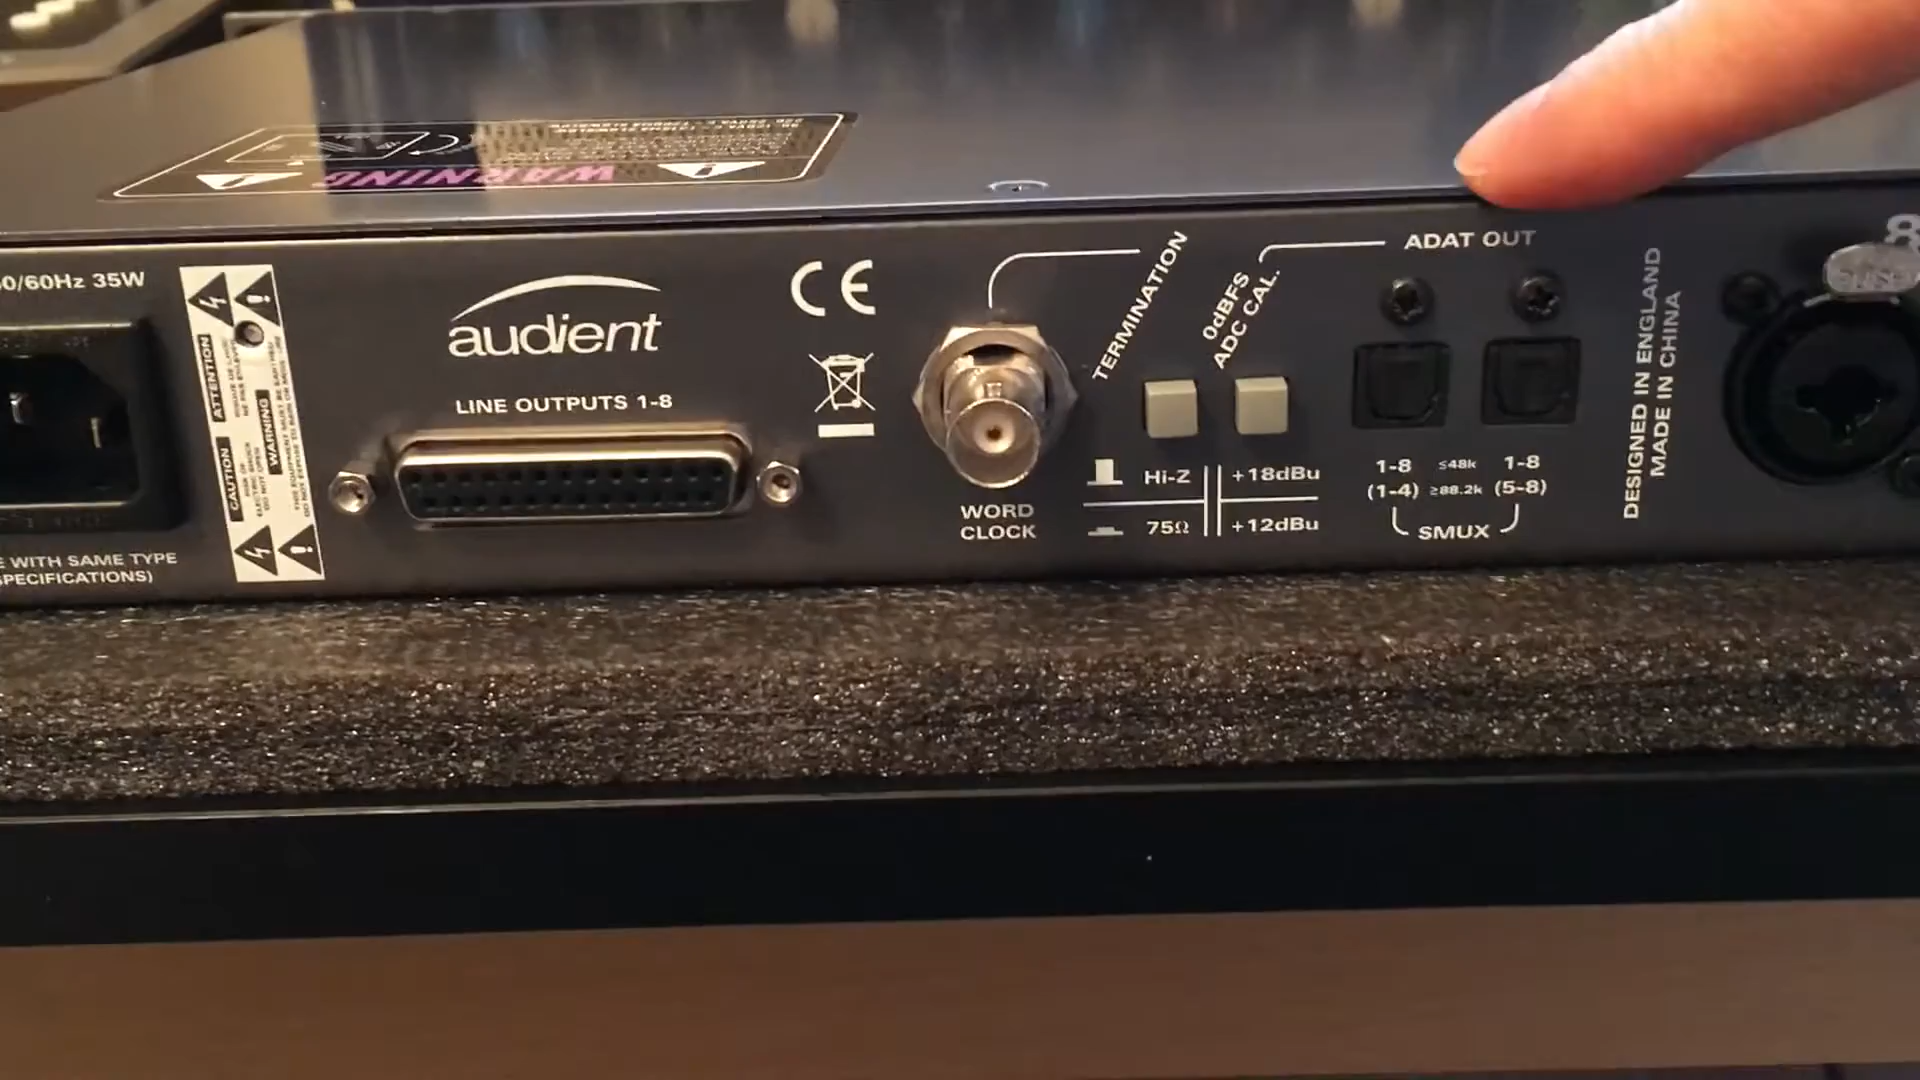 WARNING
50/60Hz 35W
ATTENTION
WARNING
CAUTION
E WITH SAME TYPE
SPECIFICATIONS)
audient
LINE OUTPUTS 1-8
CE
WORD
CLOCK
TERMINATION
0dBFS
ADC CAL.
Hi-Z +18dBu
75Ω +12dBu
ADAT OUT
1-8 ≤48k 1-8
(1-4) ≥88.2k (5-8)
SMUX
DESIGNED IN ENGLAND
MADE IN CHINA
8